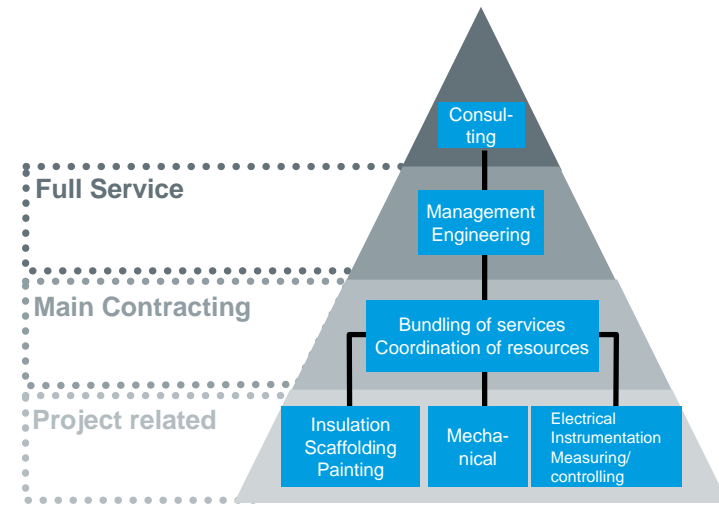 Consul-
ting
Full Service
Management
Engineering
Main Contracting
Bundling of services
Coordination of resources
Project related
Insulation
Scaffolding
Painting
Mecha-
nical
Electrical
Instrumentation
Measuring/
controlling